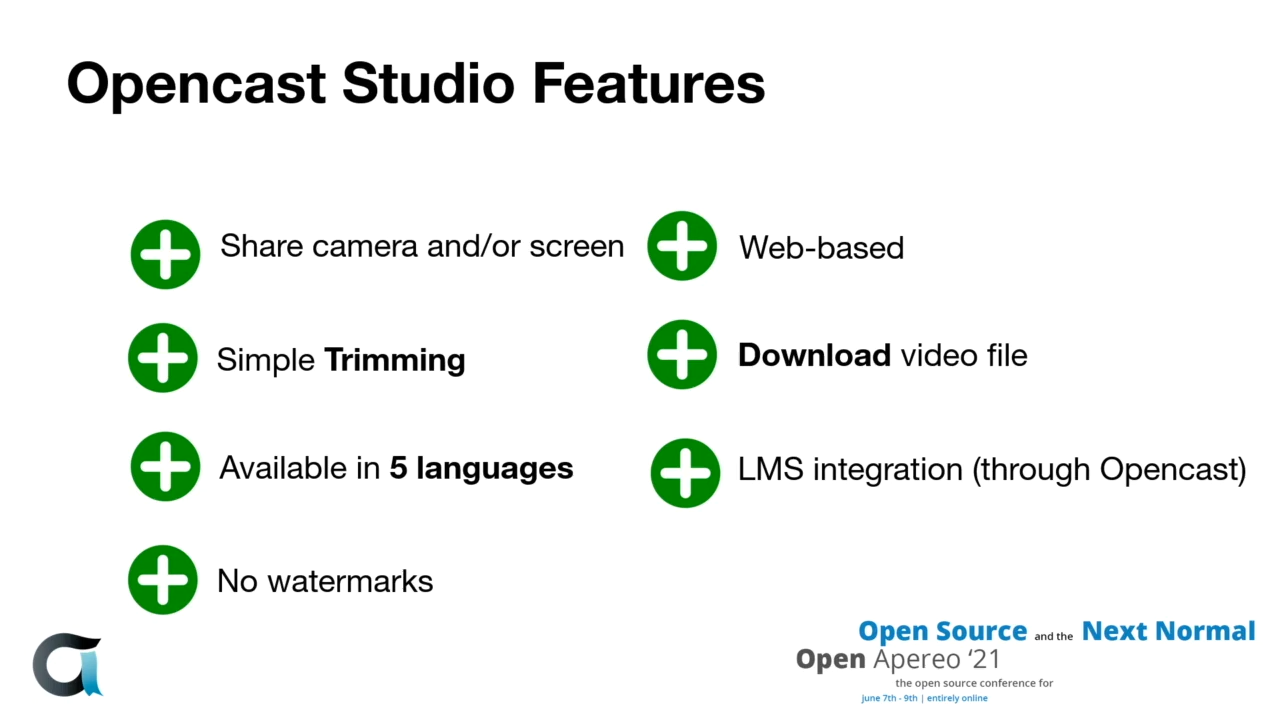 Opencast Studio Features
Share camera and/or screen
Simple Trimming
Available in 5 languages
No watermarks
Web-based
Download video file
LMS integration (through Opencast)
Open Source and the Next Normal
Open Apereo ‘21
the open source conference for
june 7th - 9th | entirely online